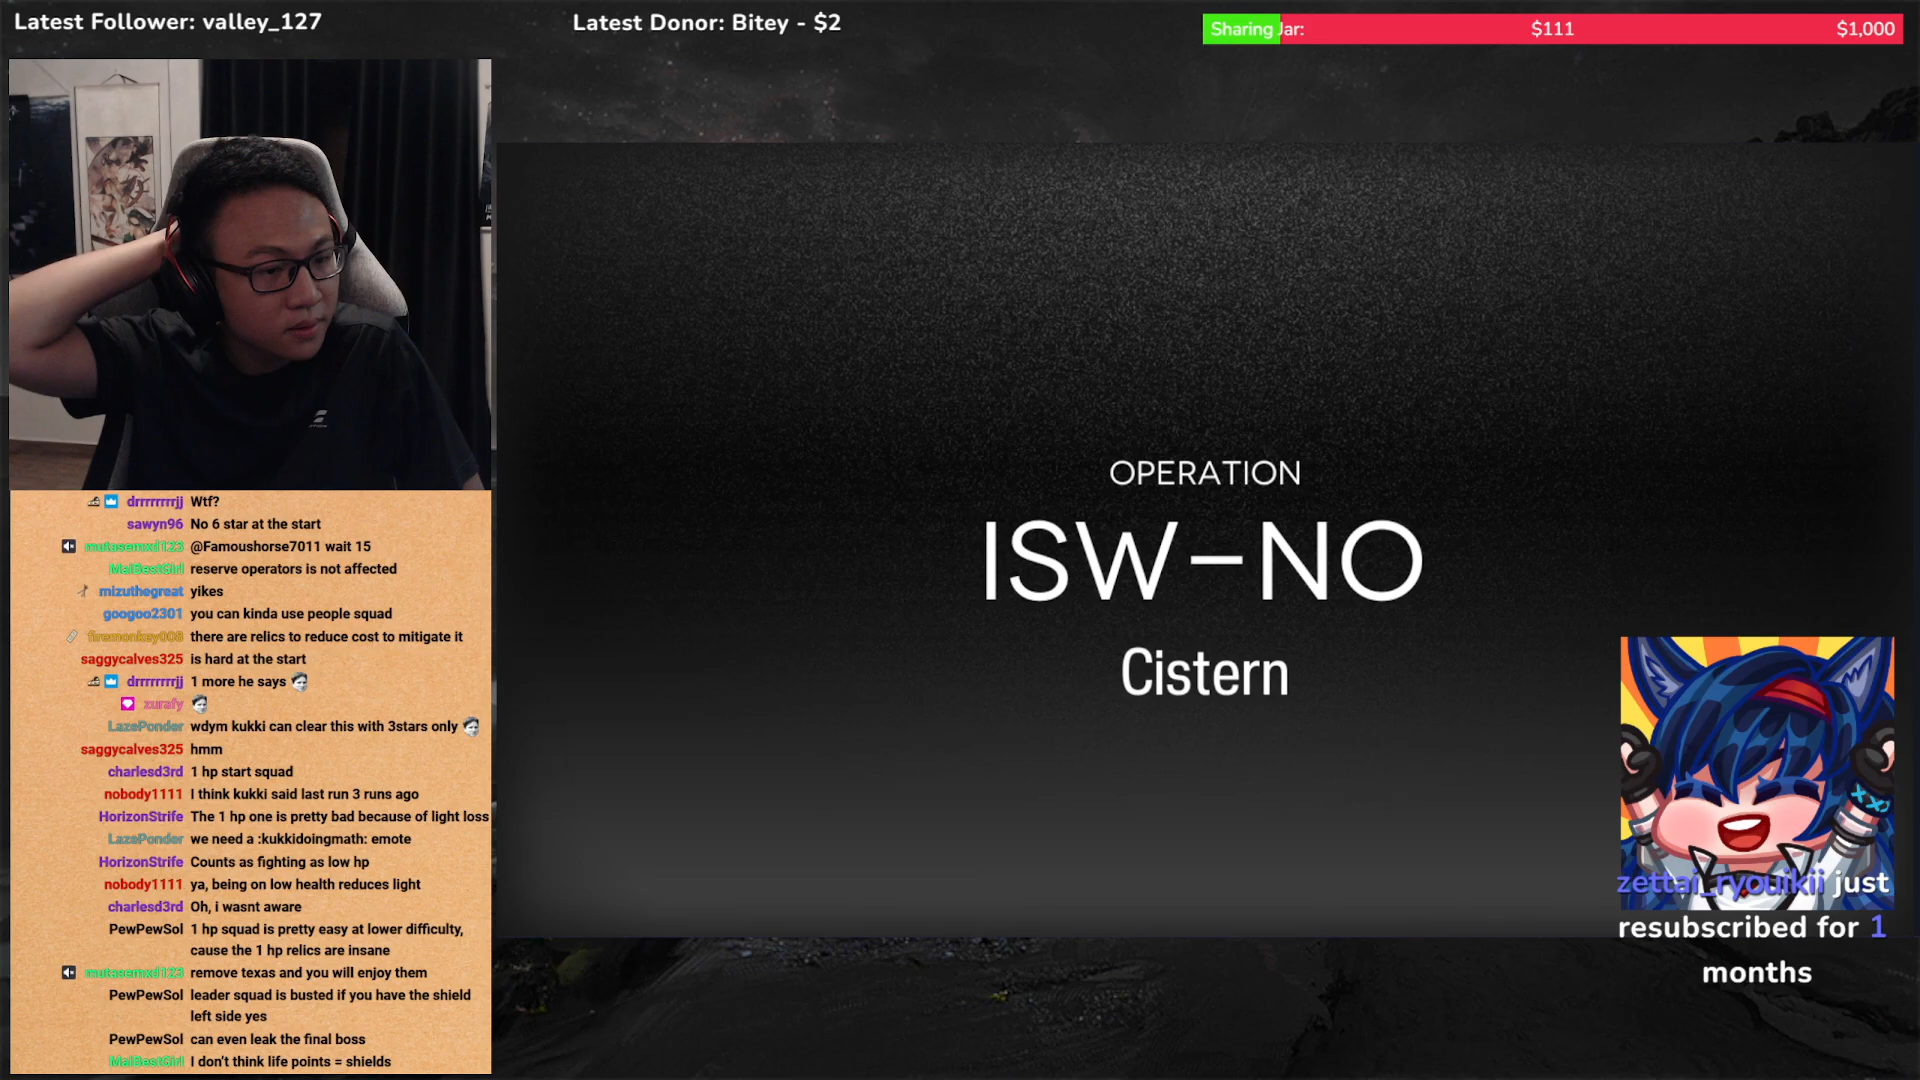 Latest Follower: valley_127
Latest Donor: Bitey - $2
Sharing Jar: $111 $1,000
drrrrrrrjj Wtf?
sawyn96 No 6 star at the start
mutasemxd123 @Famoushorse7011 wait 15
MalBestGirl reserve operators is not affected
mizuthegreat yikes
googoo2301 you can kinda use people squad
firemonkey008 there are relics to reduce cost to mitigate it
saggycalves325 is hard at the start
drrrrrrrjj 1 more he says
zurafy
LazePonder wdym kukki can clear this with 3stars only
saggycalves325 hmm
charlesd3rd 1 hp start squad
nobody1111 I think kukki said last run 3 runs ago
HorizonStrife The 1 hp one is pretty bad because of light loss
LazePonder we need a :kukkidoingmath: emote
HorizonStrife Counts as fighting as low hp
nobody1111 ya, being on low health reduces light
charlesd3rd Oh, i wasnt aware
PewPewSol 1 hp squad is pretty easy at lower difficulty,
cause the 1 hp relics are insane
mutasemxd123 remove texas and you will enjoy them
PewPewSol leader squad is busted if you have the shield
left side yes
PewPewSol can even leak the final boss
MalBestGirl I don't think life points = shields
OPERATION
ISW-NO
Cistern
zettai_ryouikii just
resubscribed for 1
months